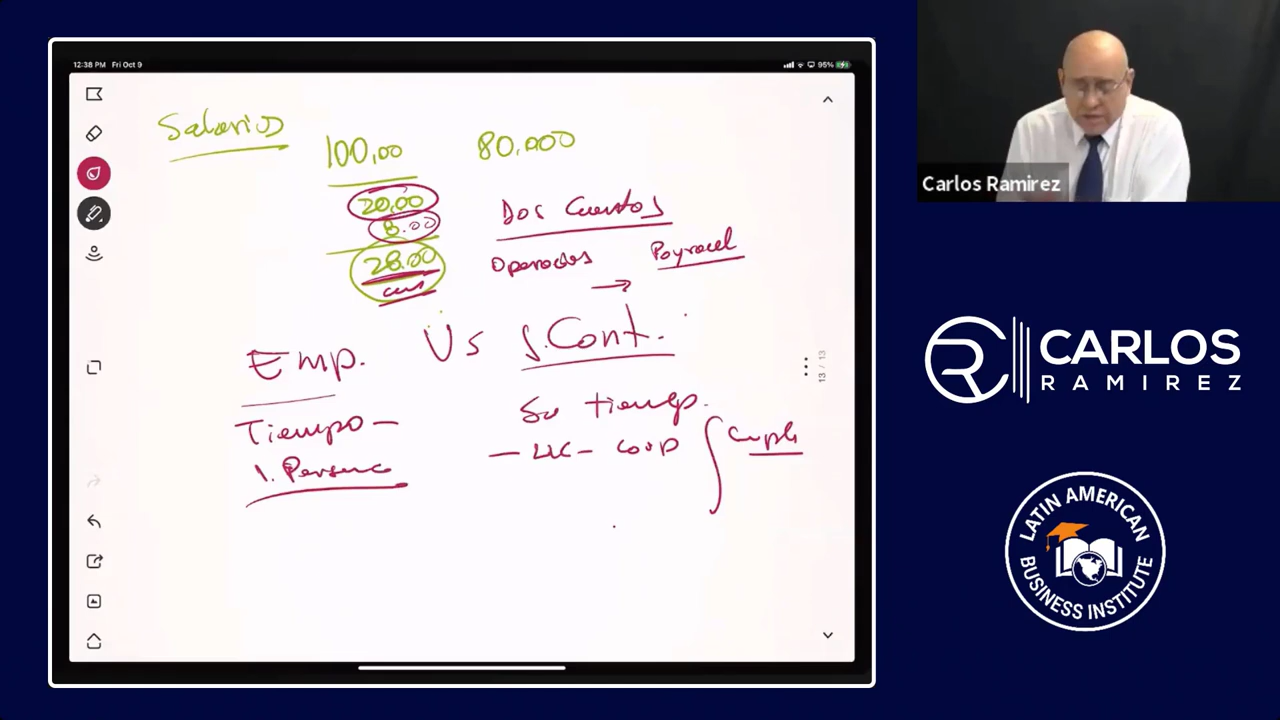 12:38 PM Fri Oct 9
95%
Salarios
100,00 80,000
20,00
8.00
28.00
Dos Cuentas
Payroll
Emp. Vs S.Cont.
Tiempo - Su tiemp.
1. Persona - LLC - Corp
13 / 13
Carlos Ramirez
CARLOS
RAMIREZ
LATIN AMERICAN
BUSINESS INSTITUTE